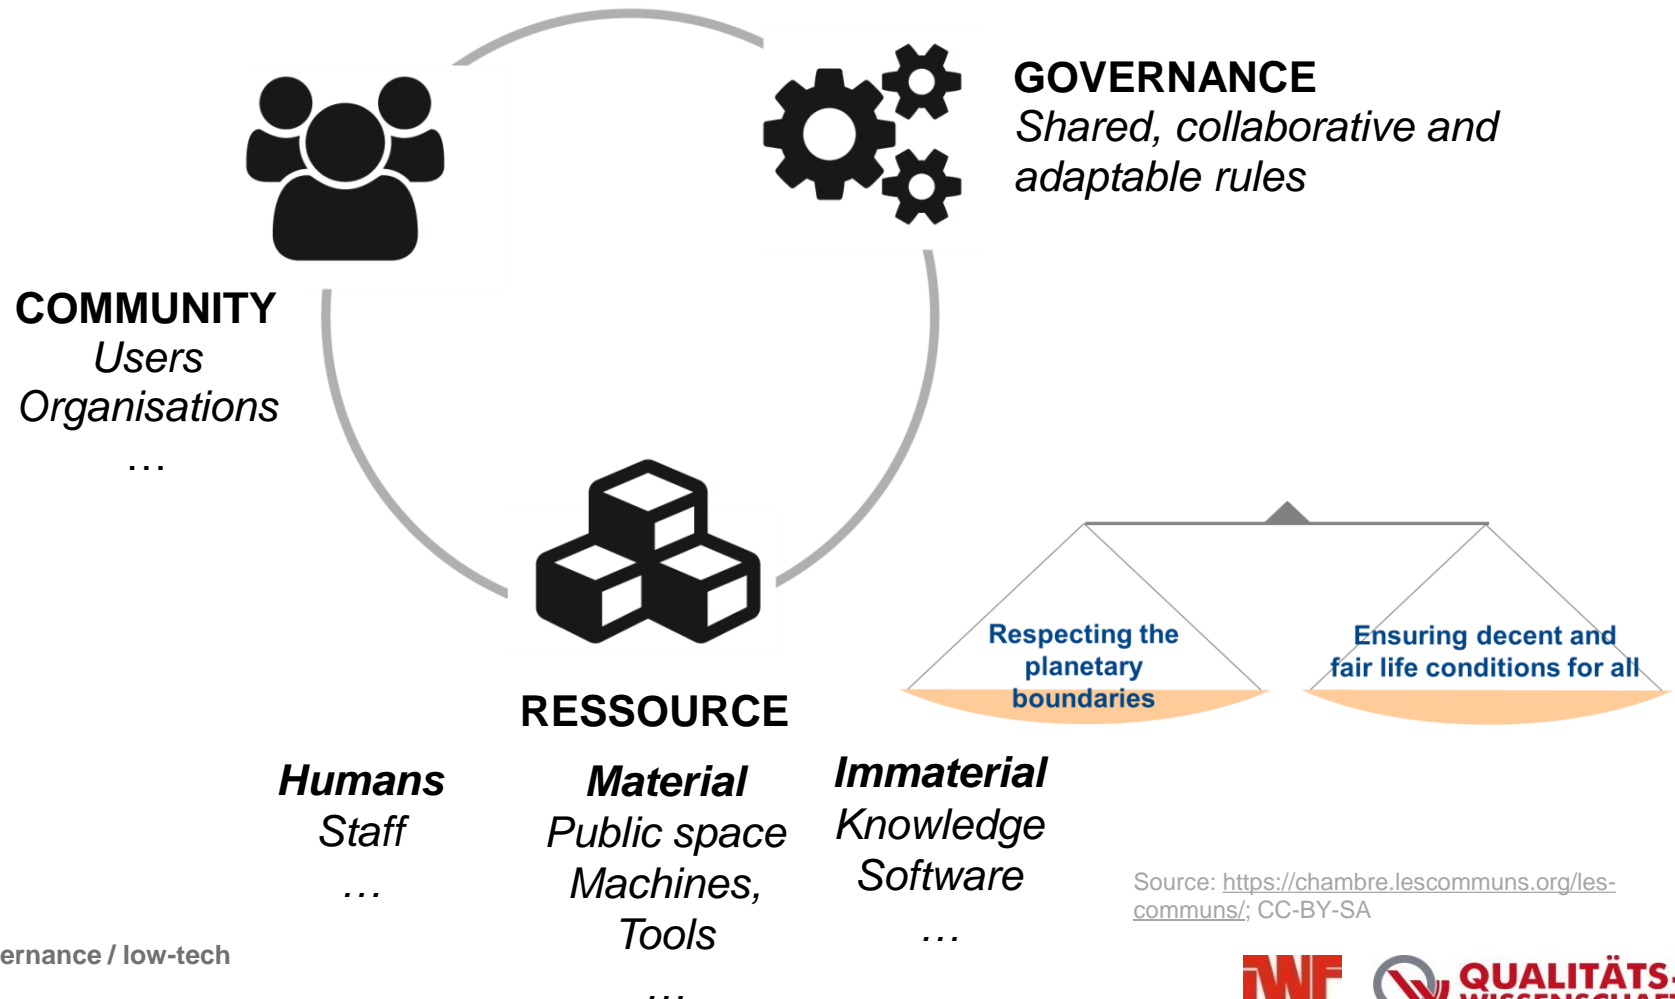 GOVERNANCE
Shared, collaborative and
adaptable rules
COMMUNITY
Users
Organisations
…
RESSOURCE
Humans
Staff
…
Material
Public space
Machines,
Tools
…
Immaterial
Knowledge
Software
…
Respecting the
planetary
boundaries
Ensuring decent and
fair life conditions for all
Source: https://chambre.lescommuns.org/les-
communs/; CC-BY-SA
ernance / low-tech
IWF
QUALITÄTS-